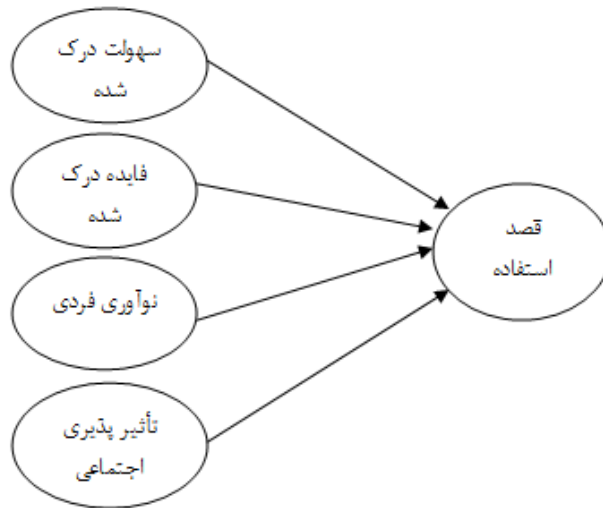 سهولت درک
شده
فایده درک
شده
نوآوری فردی
تأثیر پذیری
اجتماعی
قصد
استفاده